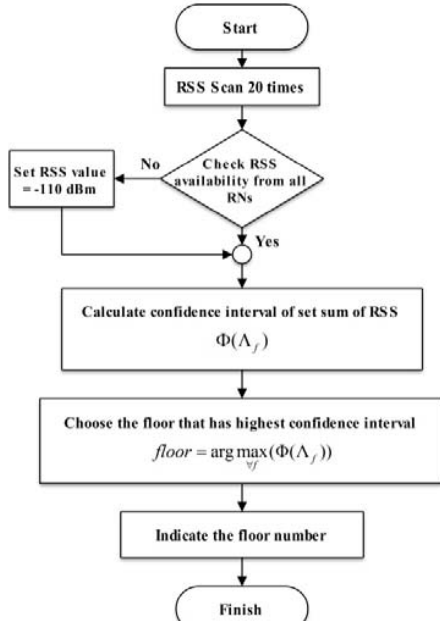 Start
RSS Scan 20 times
Check RSS
availability from all
RNs
No
Set RSS value
= -110 dBm
Yes
Calculate confidence interval of set sum of RSS
Φ(Λ_f)
Choose the floor that has highest confidence interval
floor = arg max_{∀f}(Φ(Λ_f))
Indicate the floor number
Finish